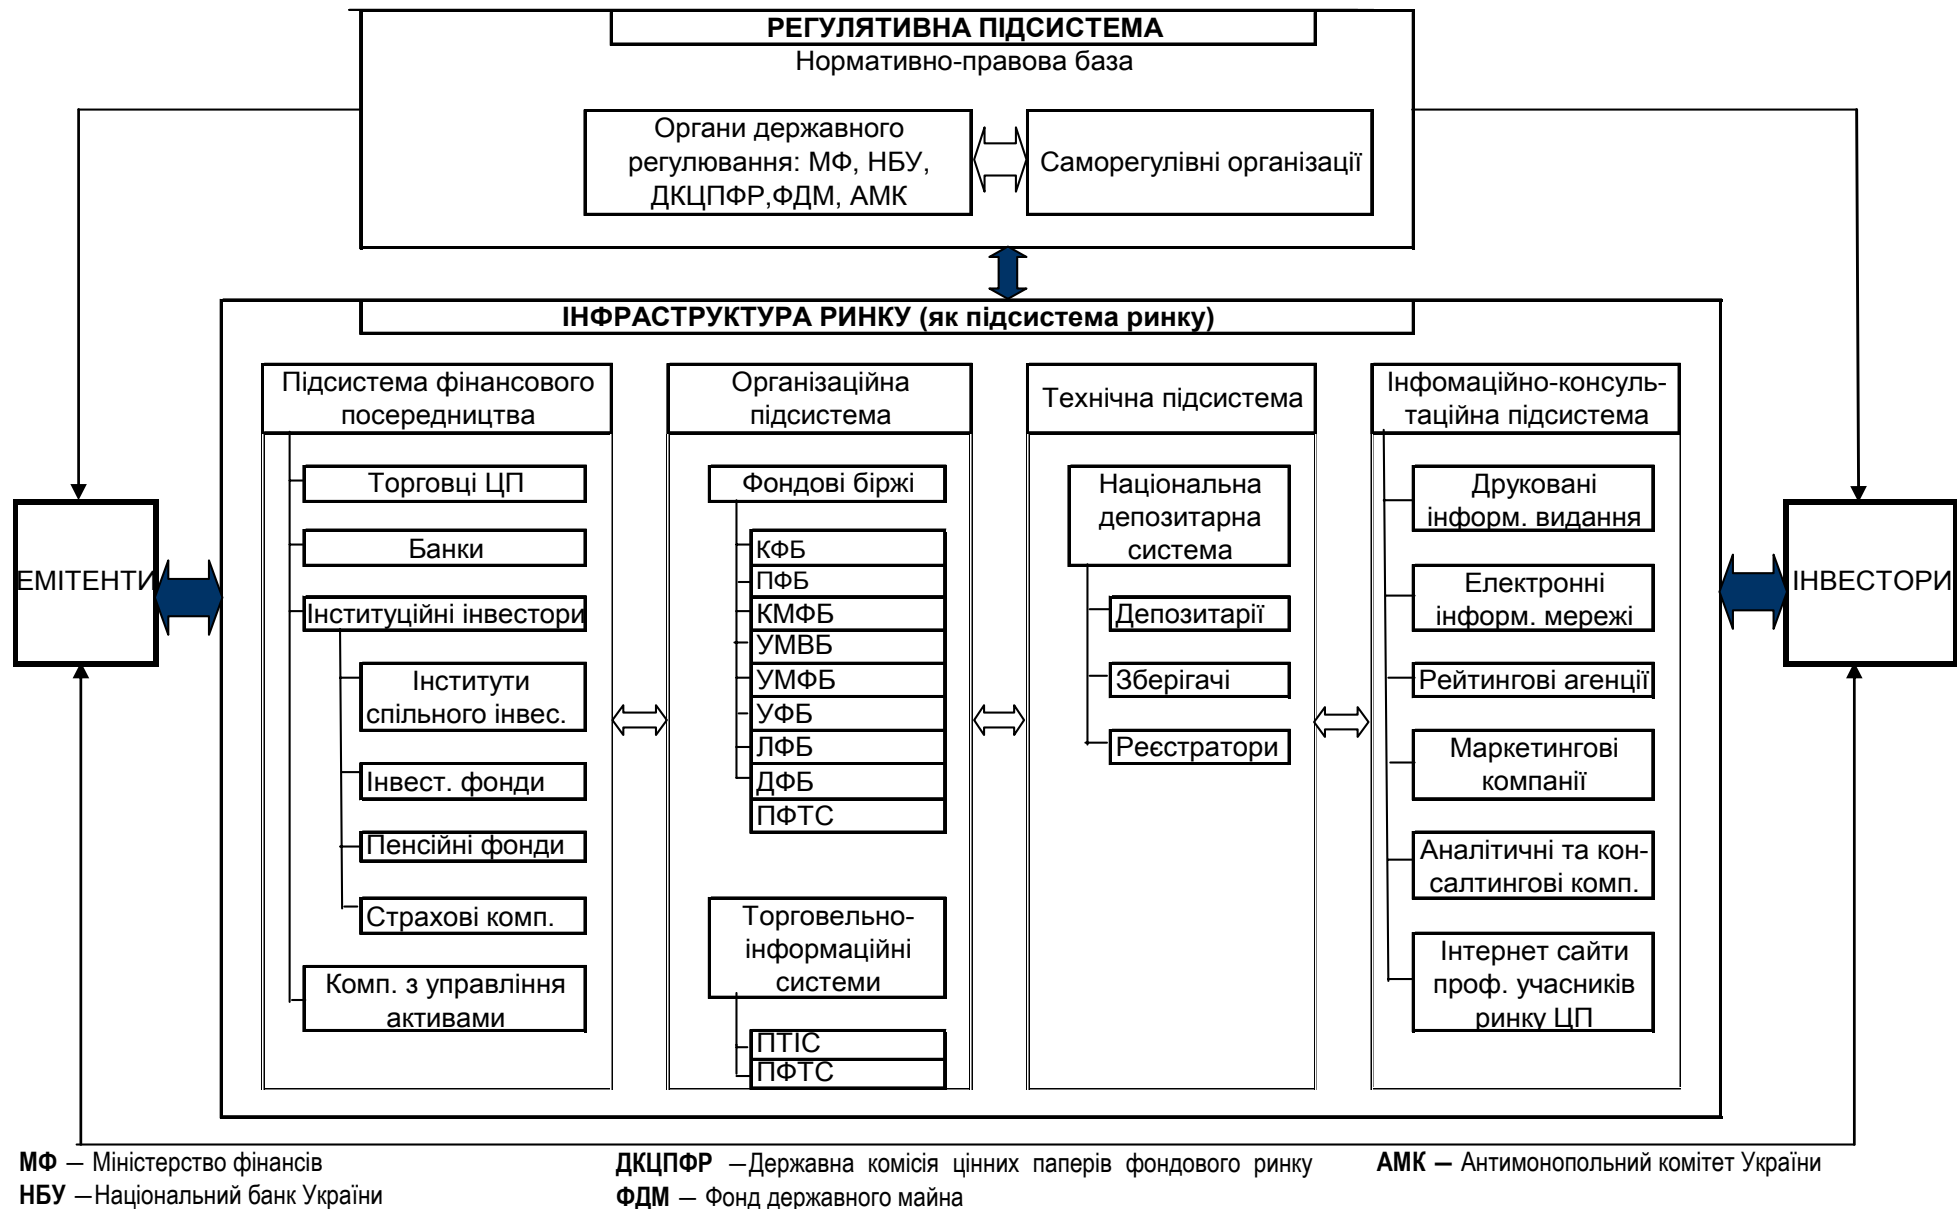 РЕГУЛЯТИВНА ПІДСИСТЕМА
Нормативно-правова база
Органи державного
регулювання: МФ, НБУ,
ДКЦПФР,ФДМ, АМК
Саморегулівні організації
ІНФРАСТРУКТУРА РИНКУ (як підсистема ринку)
ЕМІТЕНТИ
Підсистема фінансового
посередництва
Торговці ЦП
Банки
Інституційні інвестори
Інститути
спільного інвес.
Інвест. фонди
Пенсійні фонди
Страхові комп.
Комп. з управління
активами
Організаційна
підсистема
Фондові біржі
КФБ
ПФБ
КМФБ
УМВБ
УМФБ
УФБ
ЛФБ
ДФБ
ПФТС
Торговельно-
інформаційні
системи
ПТІС
ПФТС
Технічна підсистема
Національна
депозитарна
система
Депозитарії
Зберігачі
Реєстратори
Інфомаційно-консуль-
таційна підсистема
Друковані
інформ. видання
Електронні
інформ. мережі
Рейтингові агенції
Маркетингові
компанії
Аналітичні та кон-
салтингові комп.
Інтернет сайти
проф. учасників
ринку ЦП
ІНВЕСТОРИ
МФ — Міністерство фінансів
НБУ —Національний банк України
ДКЦПФР —Державна комісія цінних паперів фондового ринку
ФДМ — Фонд державного майна
АМК — Антимонопольний комітет України